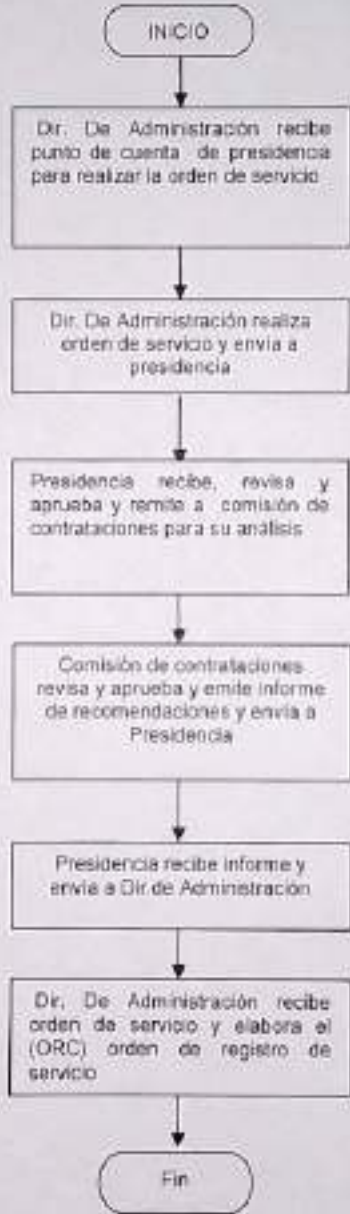 INICIO
Dir. De Administración recibe
punto de cuenta de presidencia
para realizar la orden de servicio
Dir. De Administración realiza
orden de servicio y envia a
presidencia
Presidencia recibe, revisa y
aprueba y remite a comisión de
contrataciones para su análisis
Comisión de contrataciones
revisa y aprueba y emite informe
de recomendaciones y envia a
Presidencia
Presidencia recibe informe y
envia a Dir.de Administración
Dir. De Administración recibe
orden de servicio y elabora el
(ORC) orden de registro de
servicio
Fin